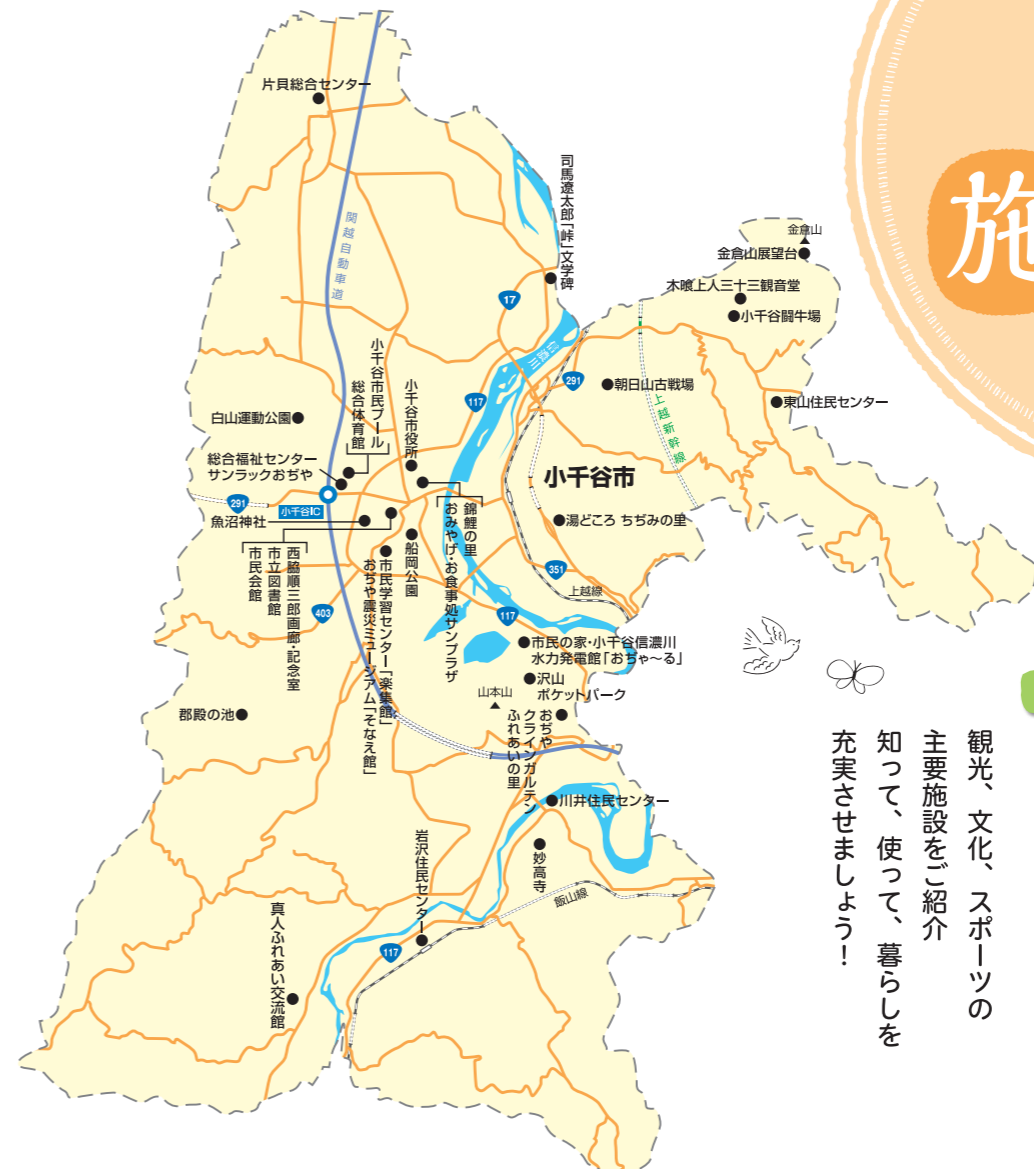 施
観光、文化、スポーツの
主要施設をご紹介
知って、使って、暮らしを
充実させましょう!
片貝総合センター
関越自動車道
司馬遼太郎「峠」文学碑
17
信濃川
金倉山
金倉山展望台
木喰上人三十三観音堂
小千谷闘牛場
291
朝日山古戦場
東山住民センター
上越新幹線
117
小千谷市民プール
総合体育館
小千谷市役所
白山運動公園
総合福祉センター
サンラックおぢや
小千谷市
291
小千谷IC
魚沼神社
錦鯉の里
おみやげ・お食事処サンプラザ
湯どころ ちぢみの里
船岡公園
西脇順三郎画廊・記念室
市立図書館
市民会館
市民学習センター「楽集館」
おぢや震災ミュージアム「そなえ館」
351
上越線
403
117
市民の家・小千谷信濃川
水力発電館「おぢゃ〜る」
沢山
ポケットパーク
山本山
おぢや
クラインガルテン
ふれあいの里
郡殿の池
川井住民センター
岩沢住民センター
妙高寺
飯山線
真人ふれあい交流館
117